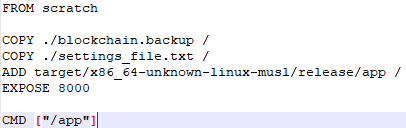 FROM scratch
COPY ./blockchain.backup /
COPY ./settings_file.txt /
ADD target/x86_64-unknown-linux-musl/release/app /
EXPOSE 8000
CMD ["/app"]